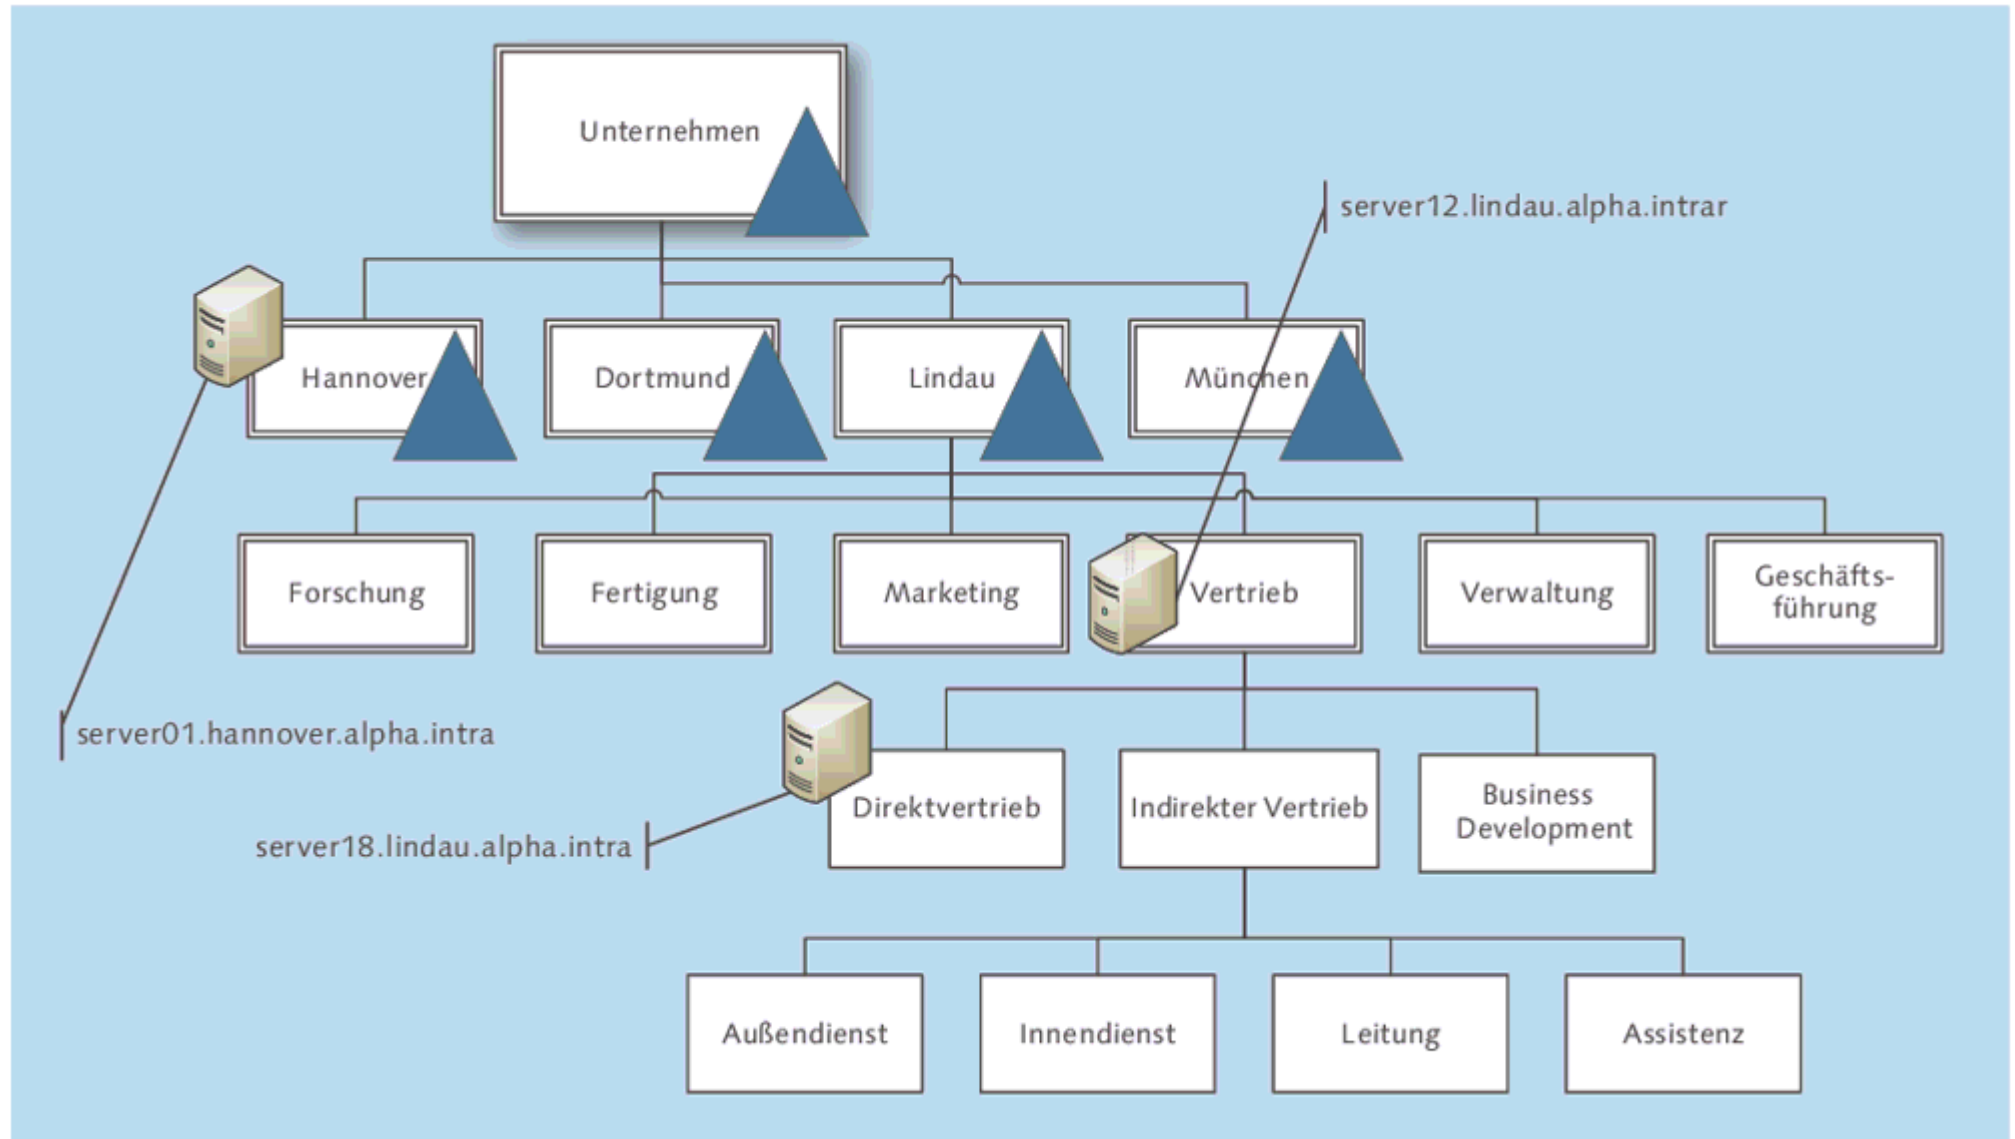 Unternehmen
server12.lindau.alpha.intrar
Hannover
Dortmund
Lindau
München
Forschung
Fertigung
Marketing
Vertrieb
Verwaltung
Geschäfts-
führung
server01.hannover.alpha.intra
Direktvertrieb
Indirekter Vertrieb
Business
Development
server18.lindau.alpha.intra
Außendienst
Innendienst
Leitung
Assistenz